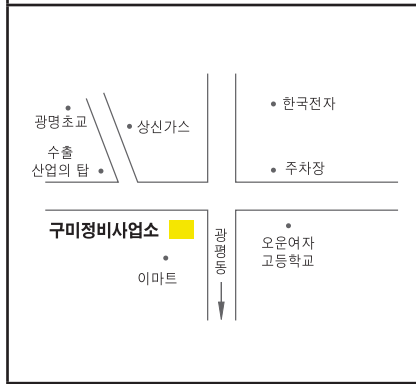 한국전자
광명초교
상신가스
수출
산업의 탑
주차장
구미정비사업소
광평동
오운여자
고등학교
이마트